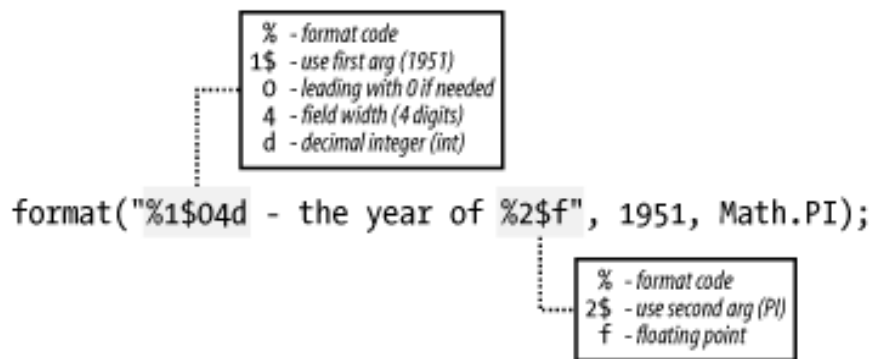 % - format code
1$ - use first arg (1951)
0 - leading with 0 if needed
4 - field width (4 digits)
d - decimal integer (int)
format("%1$04d - the year of %2$f", 1951, Math.PI);
% - format code
2$ - use second arg (PI)
f - floating point